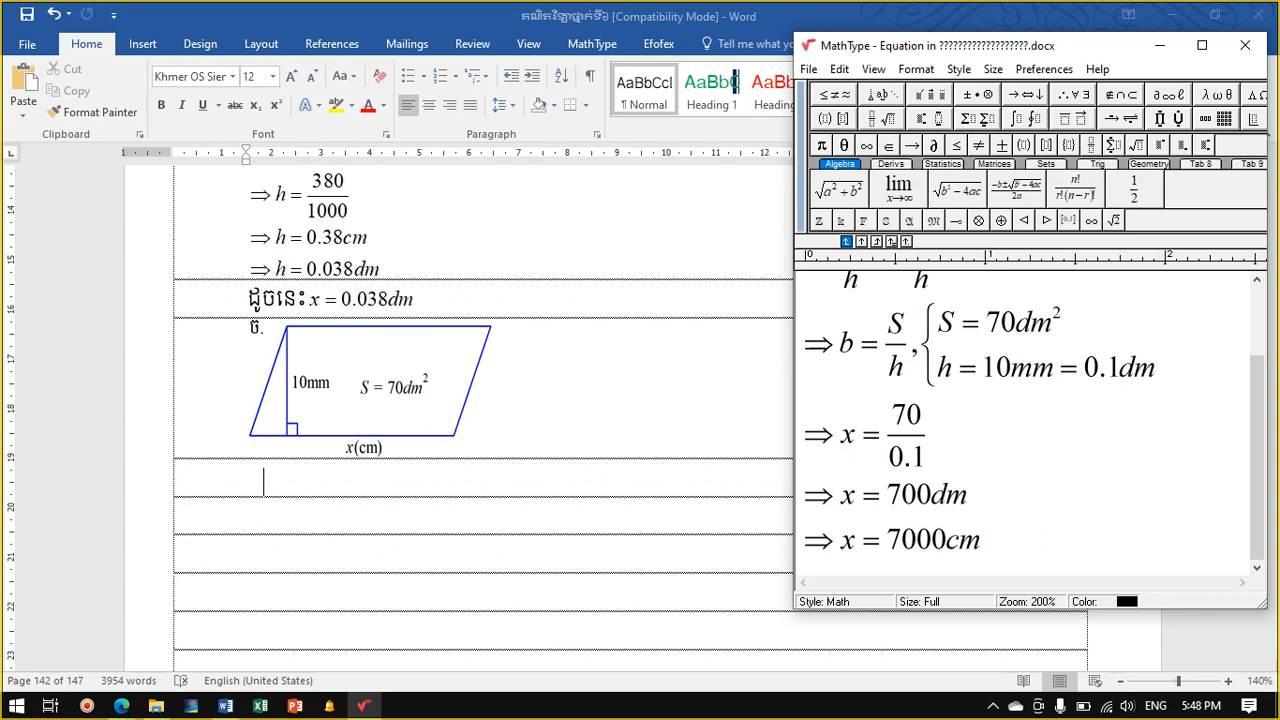 គណិតវិទ្យាថ្នាក់ទី៦ [Compatibility Mode] - Word
File Home Insert Design Layout References Mailings Review View MathType Efofex Tell me what yo
MathType - Equation in ???????????????????.docx
File Edit View Format Style Size Preferences Help
Paste
Cut
Copy
Format Painter
Khmer OS Sier 12
AaBbCcI AaBbC AaBb(
¶ Normal Heading 1 Heading
Clipboard Font Paragraph
Algebra Derivs Statistics Matrices Sets Trig Geometry Tab 8 Tab 9
⇒ h = 380/1000
⇒ h = 0.38cm
⇒ h = 0.038dm
ដូចនេះ x = 0.038dm
ច.
10mm S = 70dm²
x(cm)
h h
⇒ b = S/h, { S = 70dm²
h = 10mm = 0.1dm
⇒ x = 70/0.1
⇒ x = 700dm
⇒ x = 7000cm
Style: Math Size: Full Zoom: 200% Color:
Page 142 of 147 3954 words English (United States) 140%
ENG 5:48 PM